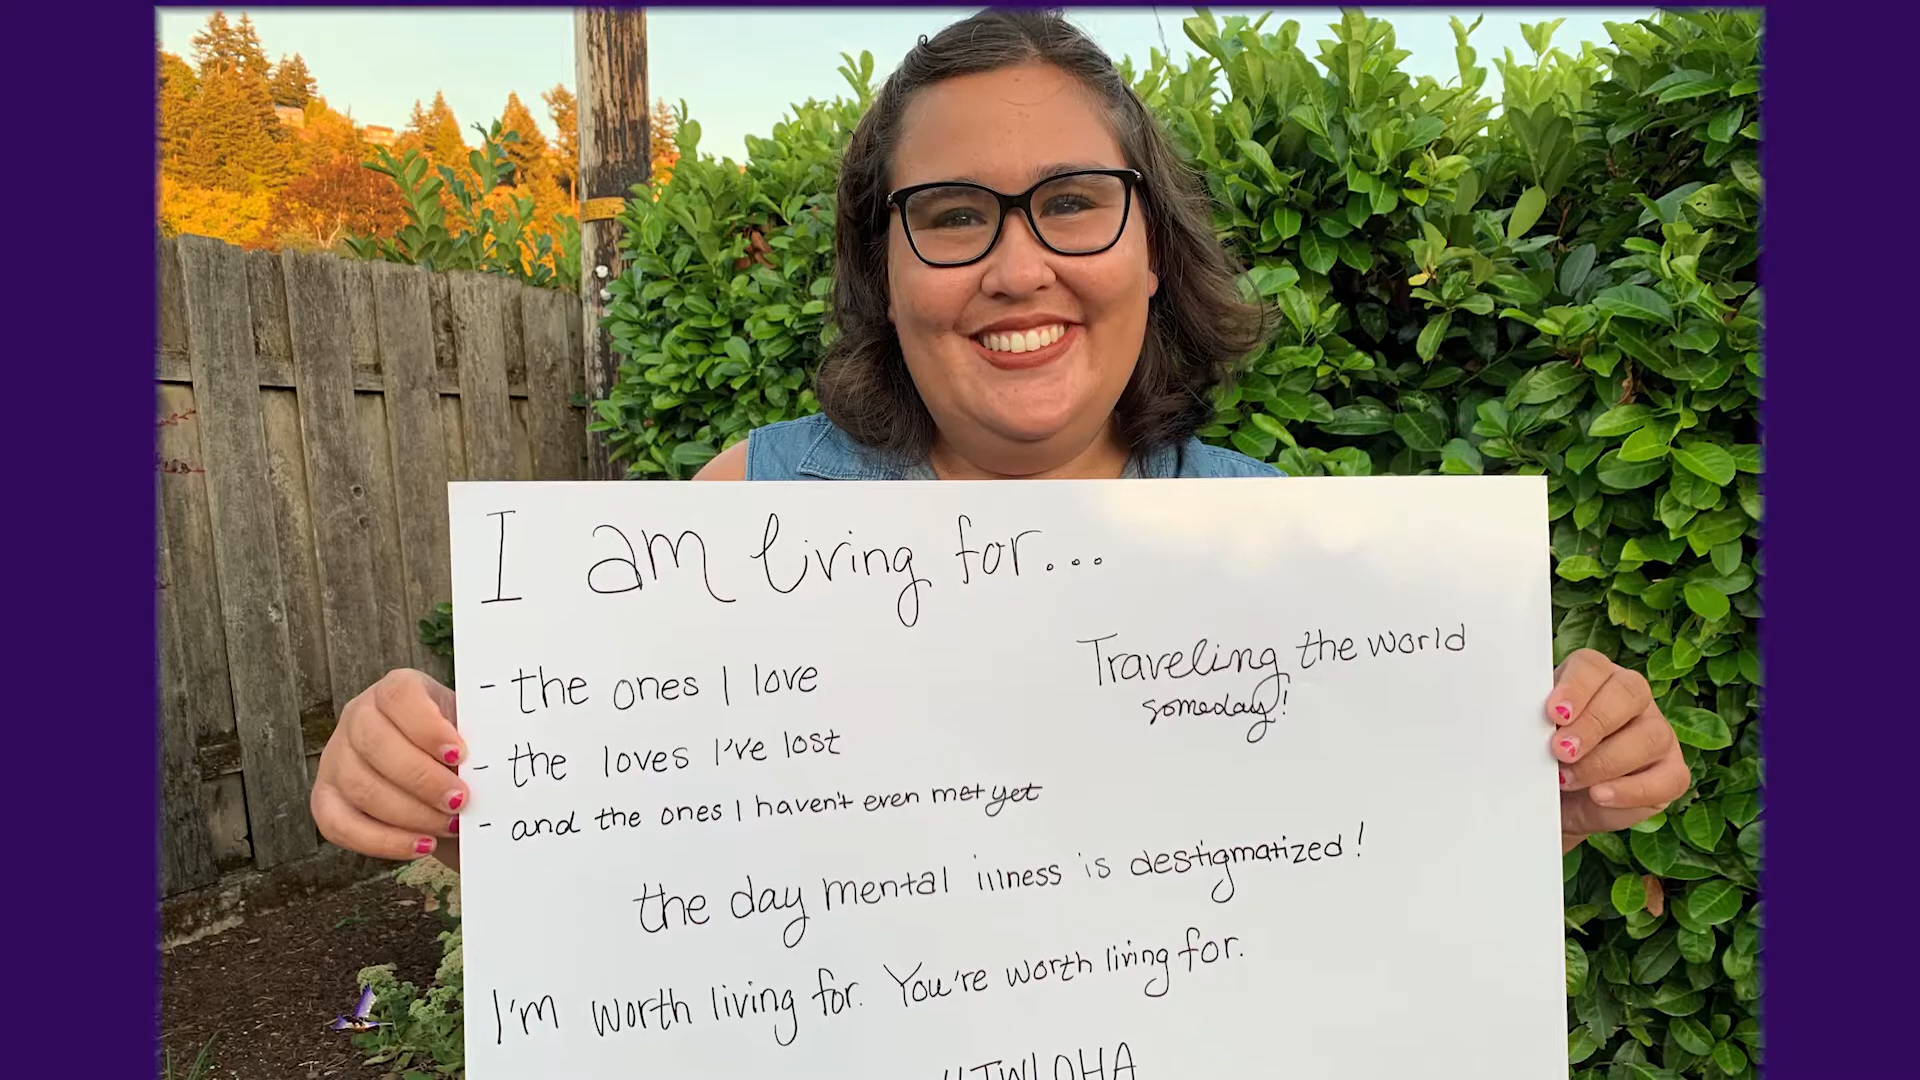 I am living for...
- the ones I love
Traveling the world
someday!
- the loves I've lost
- and the ones I haven't even met yet
the day mental illness is destigmatized!
I'm worth living for. You're worth living for.
#TWLOHA